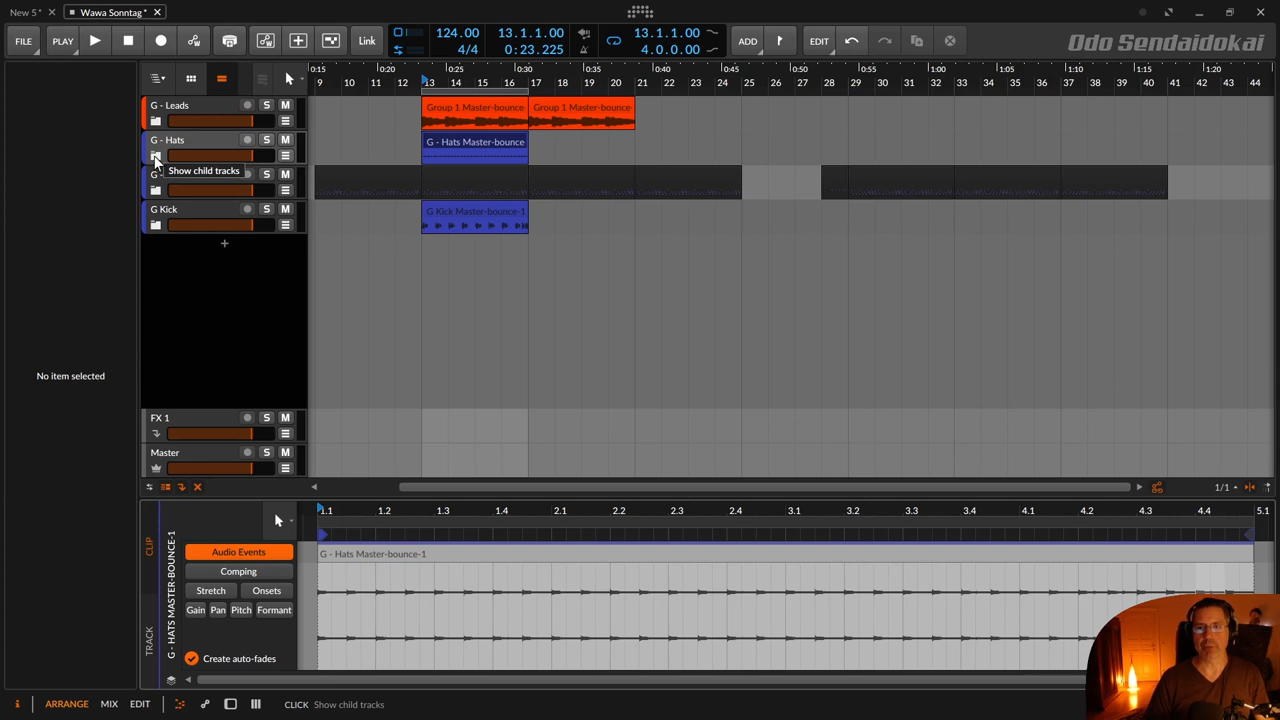 New 5*
Wawa Sonntag*
FILE
PLAY
Link
124.00
4/4
13.1.1.00
0:23.225
13.1.1.00
4.0.0.00
ADD
EDIT
Odo Sendaidokai
0:15 0:20 0:25 0:30 0:35 0:40 0:45 0:50 0:55 1:00 1:05 1:10 1:15 1:20
9 10 11 12 13 14 15 16 17 18 19 20 21 22 23 24 25 26 27 28 29 30 31 32 33 34 35 36 37 38 39 40 41 42 43 44
G - Leads S M
Group 1 Master-bounce
Group 1 Master-bounce
G - Hats S M
G - Hats Master-bounce
Show child tracks
S M
G Kick S M
G Kick Master-bounce-1
No item selected
FX 1 S M
Master S M
1/1
1.1 1.2 1.3 1.4 2.1 2.2 2.3 2.4 3.1 3.2 3.3 3.4 4.1 4.2 4.3 4.4 5.1
CLIP
TRACK
G - HATS MASTER-BOUNCE-1
Audio Events
Comping
Stretch Onsets
Gain Pan Pitch Formant
Create auto-fades
G - Hats Master-bounce-1
i ARRANGE MIX EDIT
CLICK Show child tracks